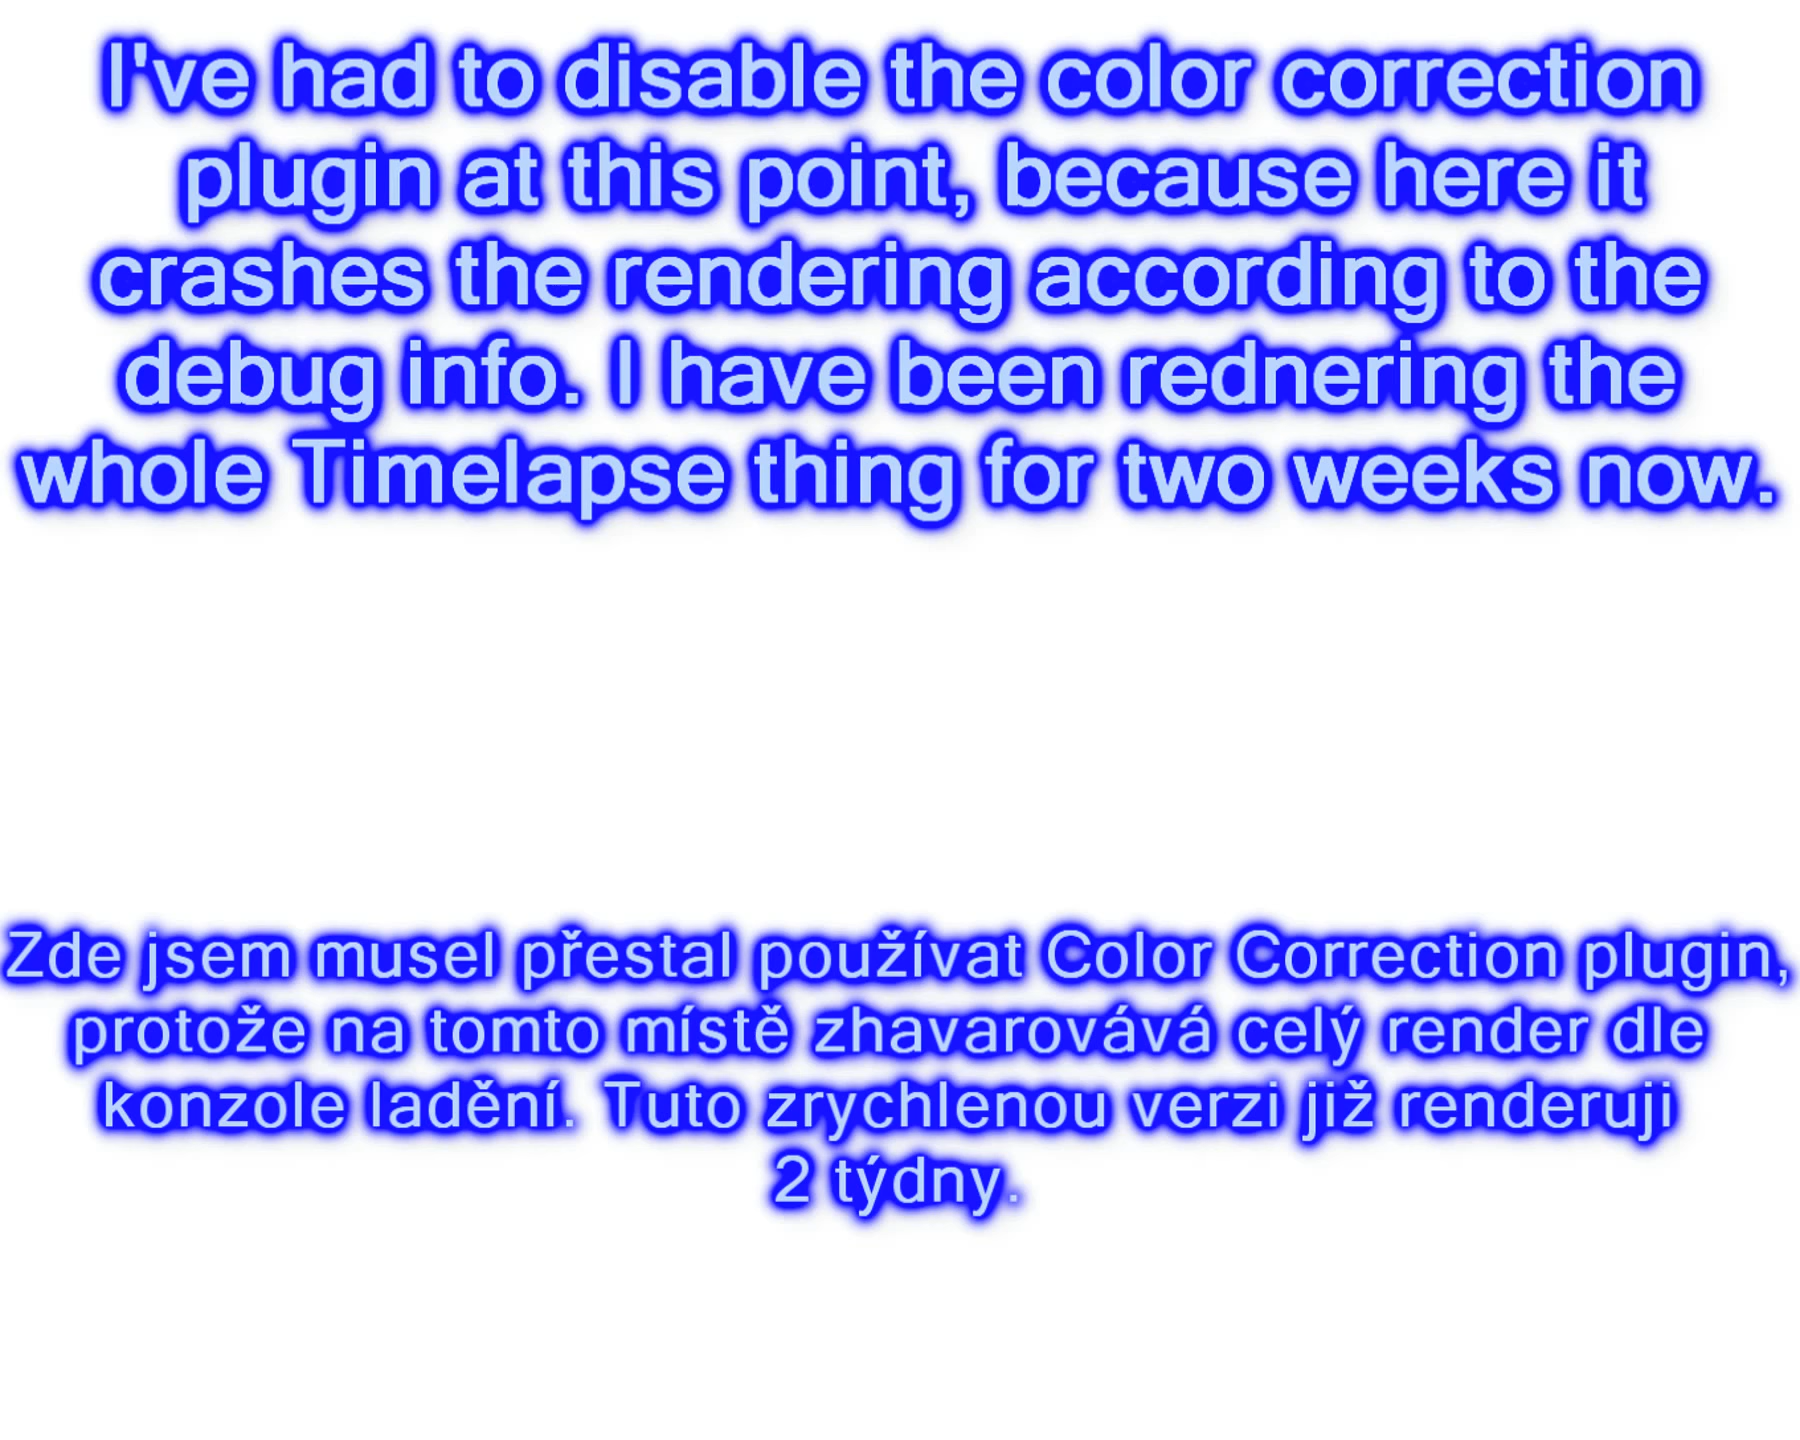 I've had to disable the color correction
plugin at this point, because here it
crashes the rendering according to the
debug info. I have been rednering the
whole Timelapse thing for two weeks now.
Zde jsem musel přestal používat Color Correction plugin,
protože na tomto místě zhavarovává celý render dle
konzole ladění. Tuto zrychlenou verzi již renderuji
2 týdny.